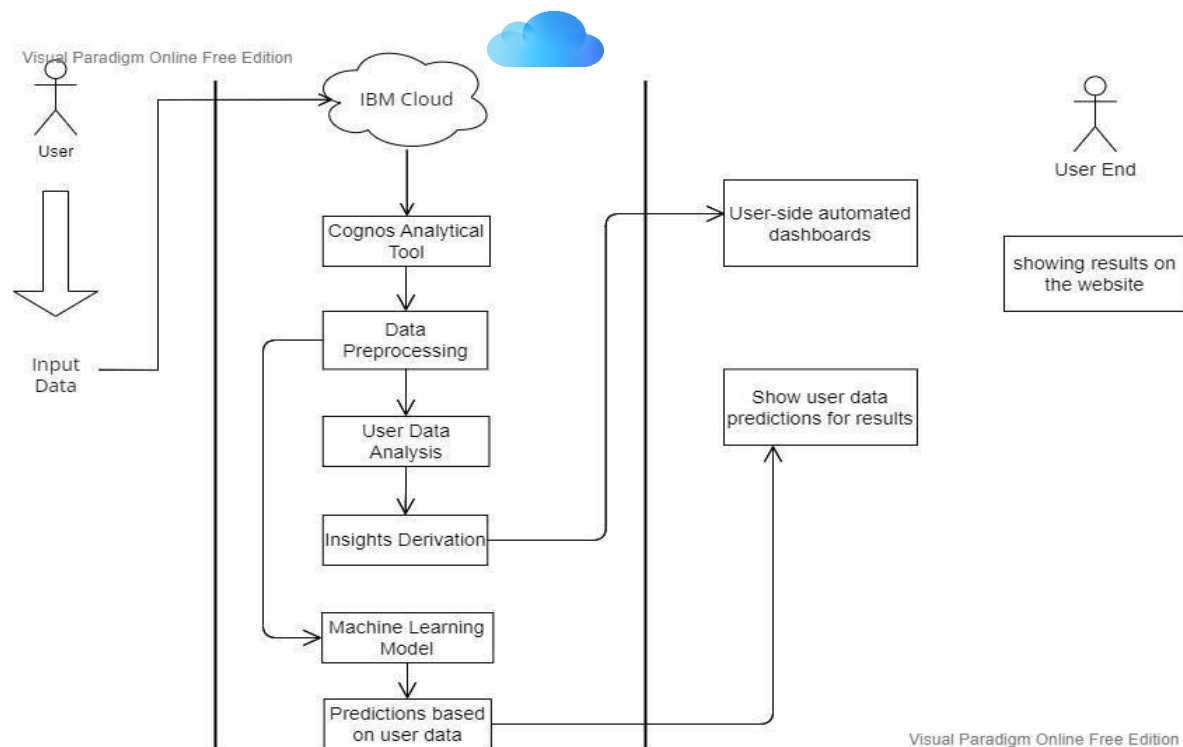 Visual Paradigm Online Free Edition
User
Input
Data
IBM Cloud
Cognos Analytical
Tool
Data
Preprocessing
User Data
Analysis
Insights Derivation
Machine Learning
Model
Predictions based
on user data
User-side automated
dashboards
Show user data
predictions for results
User End
showing results on
the website
Visual Paradigm Online Free Edition